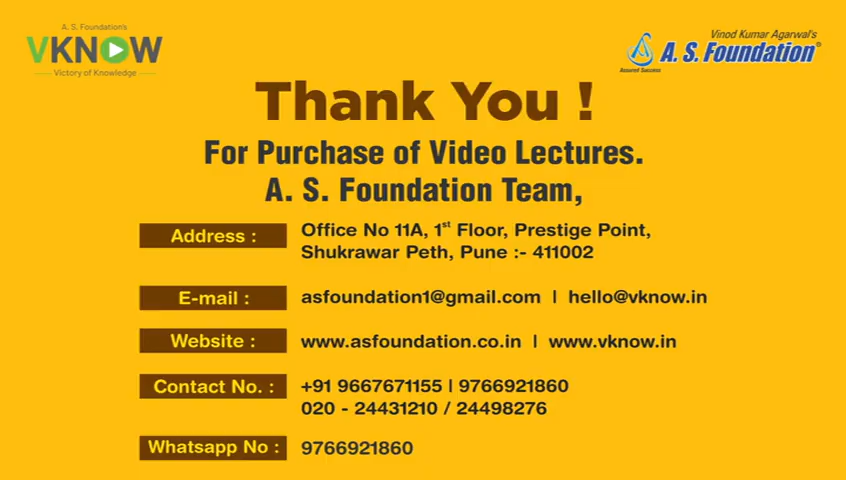 A. S. Foundation's
VKNOW
Victory of Knowledge
Vinod Kumar Agarwal's
A. S. Foundation®
Assured Success
Thank You !
For Purchase of Video Lectures.
A. S. Foundation Team,
Address : Office No 11A, 1st Floor, Prestige Point,
Shukrawar Peth, Pune :- 411002
E-mail : asfoundation1@gmail.com | hello@vknow.in
Website : www.asfoundation.co.in | www.vknow.in
Contact No. : +91 9667671155 | 9766921860
020 - 24431210 / 24498276
Whatsapp No : 9766921860